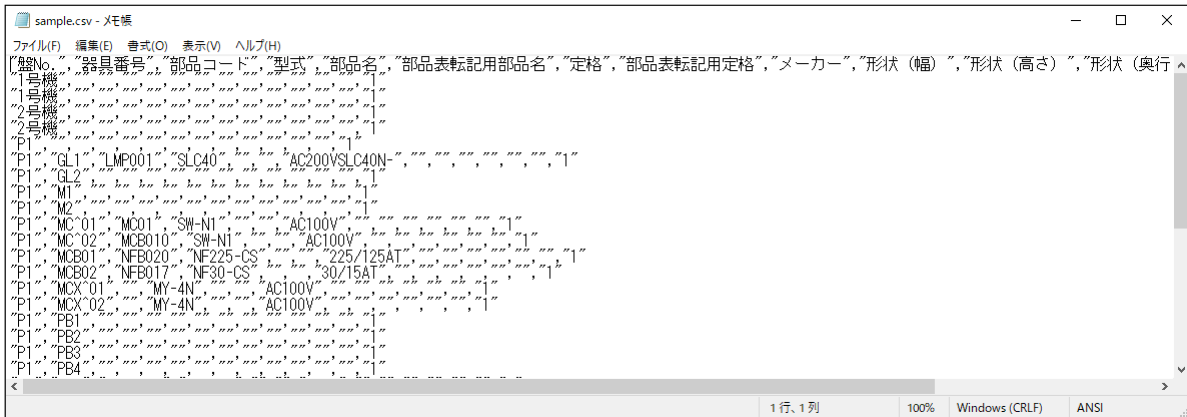 sample.csv - メモ帳
ファイル(F) 編集(E) 書式(O) 表示(V) ヘルプ(H)
"盤No.","器具番号","部品コード","型式","部品名","部品表転記用部品名","定格","部品表転記用定格","メーカー","形状（幅）","形状（高さ）","形状（奥行
"1号機","","","","","","","","","","","","","1"
"1号機","","","","","","","","","","","","","1"
"2号機","","","","","","","","","","","","","1"
"2号機","","","","","","","","","","","","","1"
"P1","","","","","","","","","","","","","1"
"P1","GL1","LMP001","SLC40","","","AC200VSLC40N-","","","","","","","1"
"P1","GL2","","","","","","","","","","","","1"
"P1","M1","","","","","","","","","","","","1"
"P1","M2","","","","","","","","","","","","1"
"P1","MC^01","MC01","SW-N1","","","AC100V","","","","","","","1"
"P1","MC^02","MCB010","SW-N1","","","AC100V","","","","","","","1"
"P1","MCB01","NFB020","NF225-CS","","","225/125AT","","","","","","","1"
"P1","MCB02","NFB017","NF30-CS","","","30/15AT","","","","","","","1"
"P1","MCX^01","","MY-4N","","","AC100V","","","","","","","1"
"P1","MCX^02","","MY-4N","","","AC100V","","","","","","","1"
"P1","PB1","","","","","","","","","","","","1"
"P1","PB2","","","","","","","","","","","","1"
"P1","PB3","","","","","","","","","","","","1"
"P1","PB4","","","","","","","","","","","","1"
1行、1列 100% Windows (CRLF) ANSI